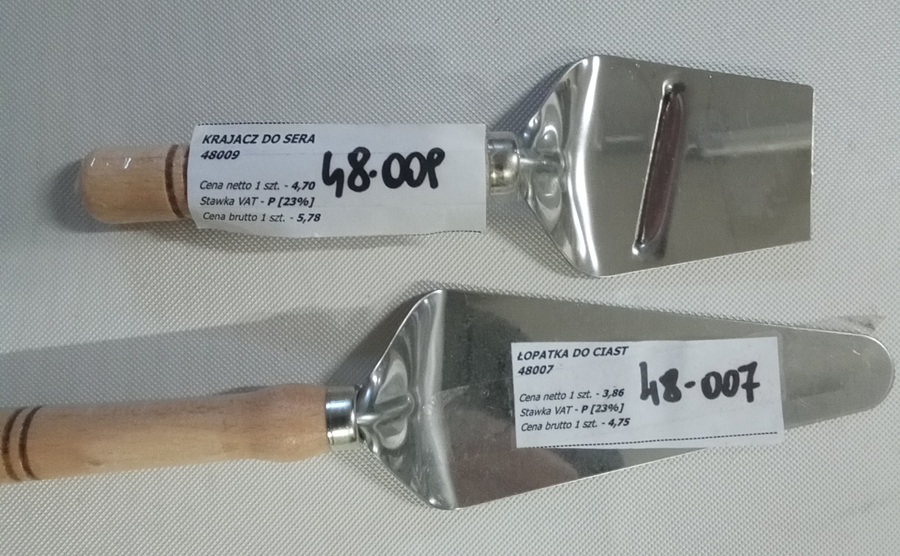 KRAJACZ DO SERA
48009
48-009
Cena netto 1 szt. - 4,70
Stawka VAT - P [23%]
Cena brutto 1 szt. - 5,78
ŁOPATKA DO CIAST
48007
48-007
Cena netto 1 szt. - 3,86
Stawka VAT - P [23%]
Cena brutto 1 szt. - 4,75